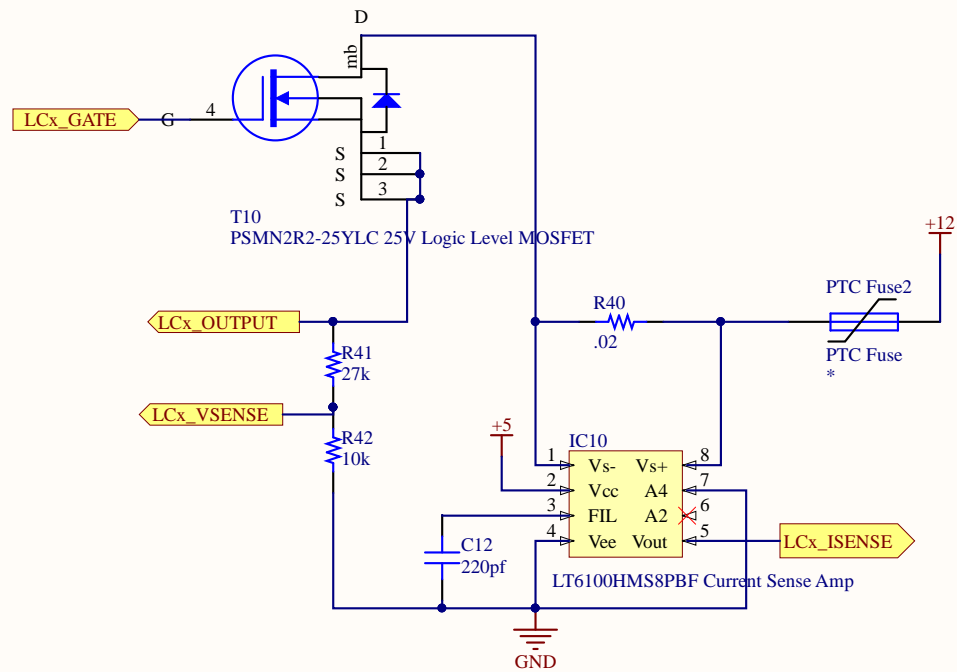 D
mb
LCx_GATE
G
4
S
1
S
2
S
3
T10
PSMN2R2-25YLC 25V Logic Level MOSFET
+12
PTC Fuse2
R40
.02
PTC Fuse
*
LCx_OUTPUT
R41
27k
LCx_VSENSE
R42
10k
+5
IC10
1 Vs- Vs+ 8
2 Vcc A4 7
3 FIL A2 6
4 Vee Vout 5
LCx_ISENSE
C12
220pf
LT6100HMS8PBF Current Sense Amp
GND